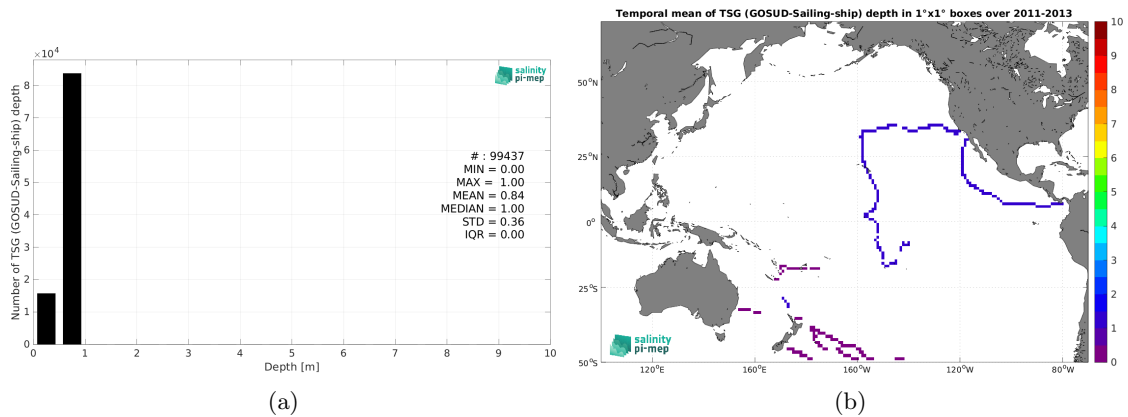 ×10⁴
8
7
6
5
4
3
2
1
0
Number of TSG (GOSUD-Sailing-ship) depth
salinity
pi-mep
# : 99437
MIN = 0.00
MAX = 1.00
MEAN = 0.84
MEDIAN = 1.00
STD = 0.36
IQR = 0.00
0 1 2 3 4 5 6 7 8 9 10
Depth [m]
(a)
Temporal mean of TSG (GOSUD-Sailing-ship) depth in 1°x1° boxes over 2011-2013
50°N
25°N
0°
25°S
50°S
salinity
pi-mep
120°E 160°E 160°W 120°W 80°W
10
9
8
7
6
5
4
3
2
1
0
(b)